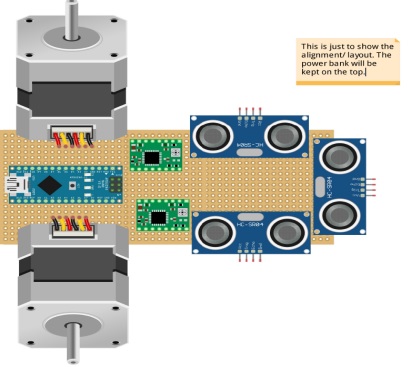 This is just to show the
alignment/ layout. The
power bank will be
kept on the top.
HC-SR04
HC-SR04
HC-SR04